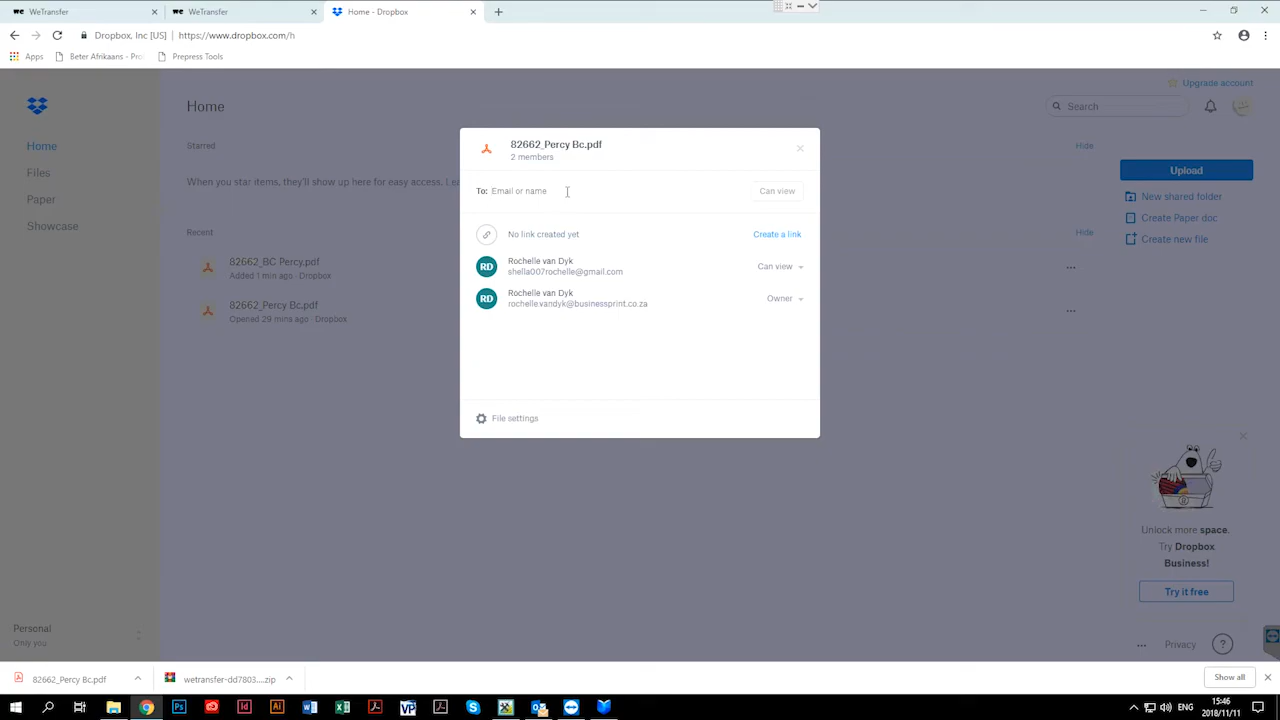 WeTransfer
WeTransfer
Home - Dropbox
Dropbox, Inc [US]
https://www.dropbox.com/h
Apps
Beter Afrikaans - Pro
Prepress Tools
Upgrade account
Home
Search
Home
Starred
Hide
Files
When you star items, they'll show up here for easy access. Lea
Paper
Showcase
Recent
Hide
82662_BC Percy.pdf
Added 1 min ago · Dropbox
82662_Percy Bc.pdf
Opened 29 mins ago · Dropbox
Upload
New shared folder
Create Paper doc
Create new file
82662_Percy Bc.pdf
2 members
To: Email or name
Can view
No link created yet
Create a link
RD
Rochelle van Dyk
shella007rochelle@gmail.com
Can view
RD
Rochelle van Dyk
rochelle.vandyk@businessprint.co.za
Owner
File settings
Unlock more space.
Try Dropbox
Business!
Try it free
Personal
Only you
Privacy
?
82662_Percy Bc.pdf
wetransfer-dd7803....zip
Show all
Ps
Id
Ai
VP
ENG
15:46
2018/11/11